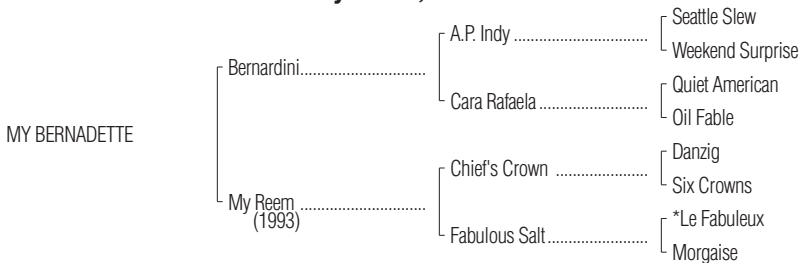 Seattle Slew
A.P. Indy ................................
Weekend Surprise
Bernardini..............................
Quiet American
Cara Rafaela ..........................
Oil Fable
MY BERNADETTE
Danzig
Chief's Crown ......................
Six Crowns
My Reem ..............................
(1993)
*Le Fabuleux
Fabulous Salt........................
Morgaise